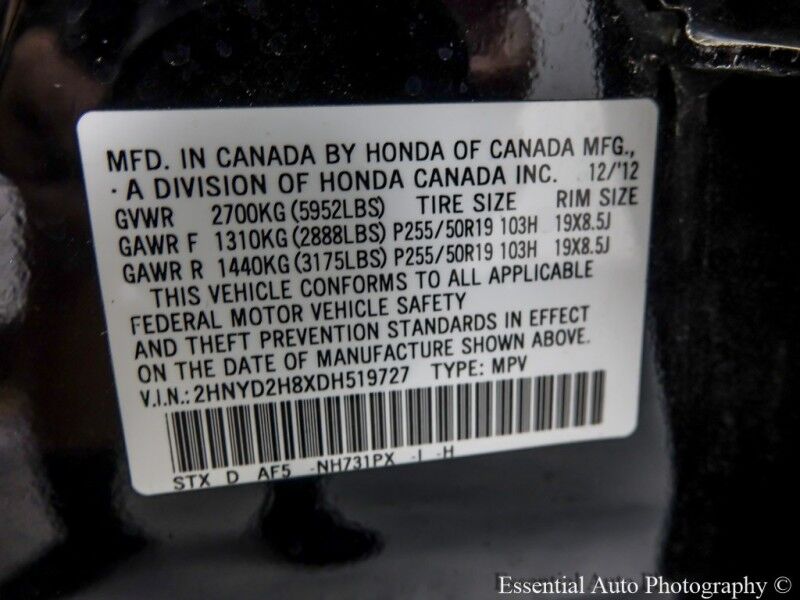 MFD. IN CANADA BY HONDA OF CANADA MFG.,
· A DIVISION OF HONDA CANADA INC. 12/'12
GVWR 2700KG (5952LBS) TIRE SIZE RIM SIZE
GAWR F 1310KG (2888LBS) P255/50R19 103H 19X8.5J
GAWR R 1440KG (3175LBS) P255/50R19 103H 19X8.5J
THIS VEHICLE CONFORMS TO ALL APPLICABLE
FEDERAL MOTOR VEHICLE SAFETY
AND THEFT PREVENTION STANDARDS IN EFFECT
ON THE DATE OF MANUFACTURE SHOWN ABOVE.
V.I.N.: 2HNYD2H8XDH519727 TYPE: MPV
STX D AF5 -NH731PX -I -H
Essential Auto Photography ©